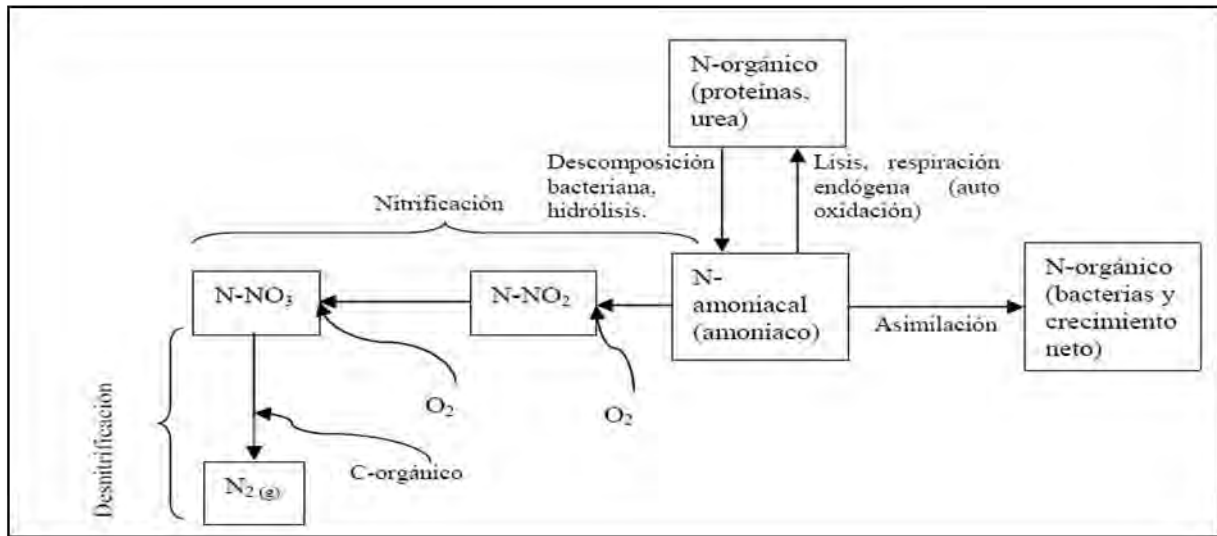 N-orgánico
(proteínas,
urea)
Descomposición
bacteriana,
hidrólisis.
Lisis, respiración
endógena (auto
oxidación)
Nitrificación
N-NO3
N-NO2
N-
amoniacal
(amoniaco)
Asimilación
N-orgánico
(bacterias y
crecimiento
neto)
O2
O2
Desnitrificación
C-orgánico
N2 (g)